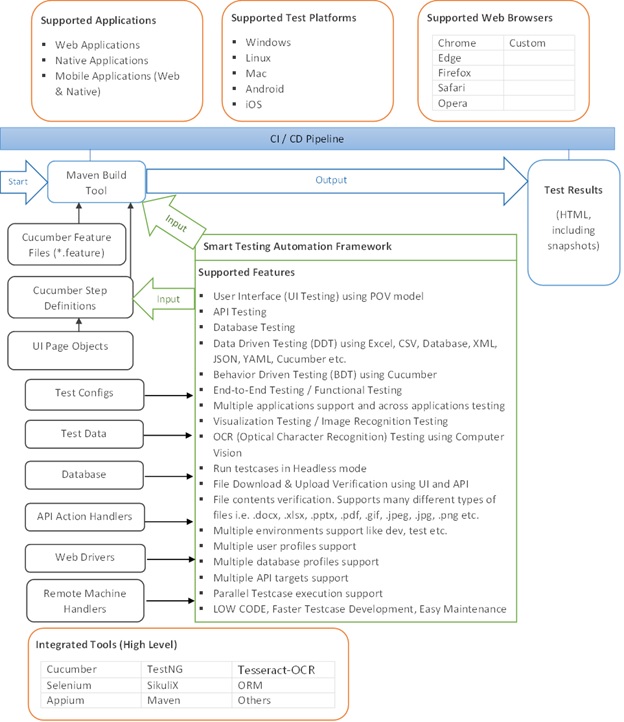 Supported Applications
▪ Web Applications
▪ Native Applications
▪ Mobile Applications (Web
& Native)
Supported Test Platforms
▪ Windows
▪ Linux
▪ Mac
▪ Android
▪ iOS
Supported Web Browsers
Chrome Custom
Edge
Firefox
Safari
Opera
CI / CD Pipeline
Start
Maven Build
Tool
Output
Test Results
(HTML,
including
snapshots)
Input
Cucumber Feature
Files (*.feature)
Cucumber Step
Definitions
Input
UI Page Objects
Test Configs
Test Data
Database
API Action Handlers
Web Drivers
Remote Machine
Handlers
Smart Testing Automation Framework
Supported Features
▪ User Interface (UI Testing) using POV model
▪ API Testing
▪ Database Testing
▪ Data Driven Testing (DDT) using Excel, CSV, Database, XML,
JSON, YAML, Cucumber etc.
▪ Behavior Driven Testing (BDT) using Cucumber
▪ End-to-End Testing / Functional Testing
▪ Multiple applications support and across applications testing
▪ Visualization Testing / Image Recognition Testing
▪ OCR (Optical Character Recognition) Testing using Computer
Vision
▪ Run testcases in Headless mode
▪ File Download & Upload Verification using UI and API
▪ File contents verification. Supports many different types of
files i.e. .docx, .xlsx, .pptx, .pdf, .gif, .jpeg, .jpg, .png etc.
▪ Multiple environments support like dev, test etc.
▪ Multiple user profiles support
▪ Multiple database profiles support
▪ Multiple API targets support
▪ Parallel Testcase execution support
▪ LOW CODE, Faster Testcase Development, Easy Maintenance
Integrated Tools (High Level)
Cucumber TestNG Tesseract-OCR
Selenium SikuliX ORM
Appium Maven Others